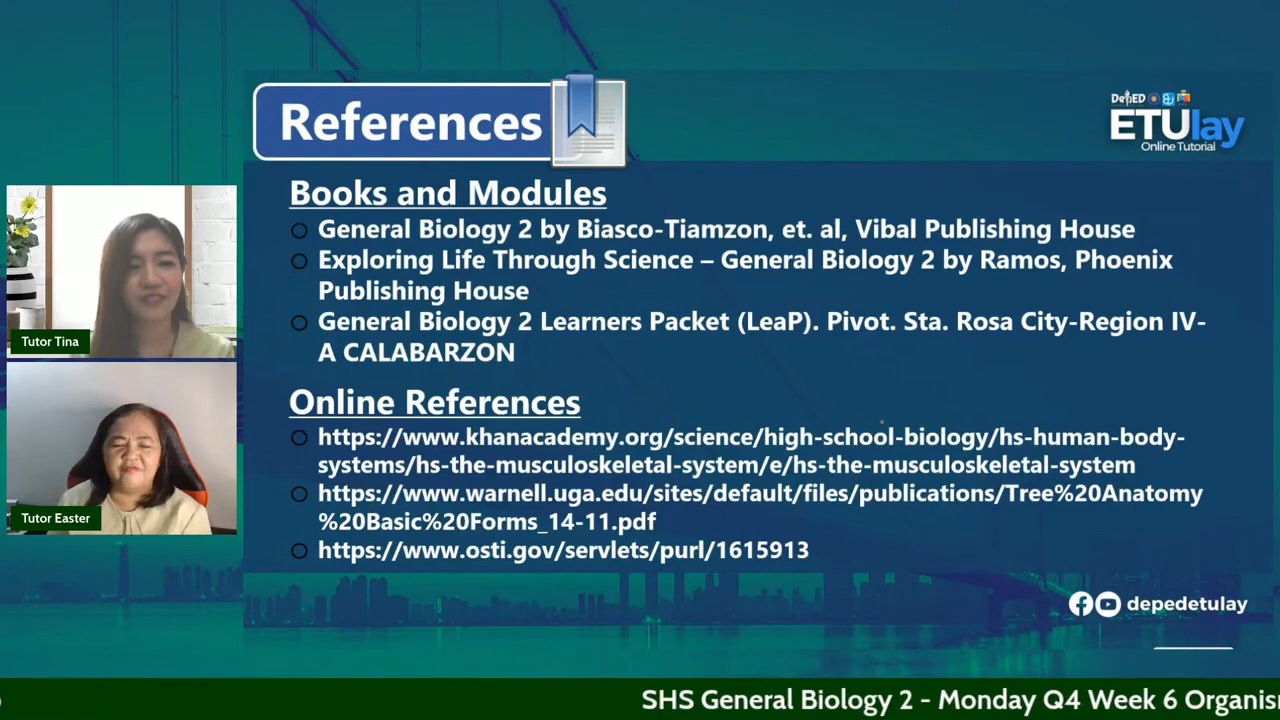 References
DepED
ETUlay
Online Tutorial
Books and Modules
General Biology 2 by Biasco-Tiamzon, et. al, Vibal Publishing House
Exploring Life Through Science – General Biology 2 by Ramos, Phoenix
Publishing House
General Biology 2 Learners Packet (LeaP). Pivot. Sta. Rosa City-Region IV-
A CALABARZON
Tutor Tina
Online References
https://www.khanacademy.org/science/high-school-biology/hs-human-body-
systems/hs-the-musculoskeletal-system/e/hs-the-musculoskeletal-system
https://www.warnell.uga.edu/sites/default/files/publications/Tree%20Anatomy
%20Basic%20Forms_14-11.pdf
https://www.osti.gov/servlets/purl/1615913
Tutor Easter
depedetulay
SHS General Biology 2 - Monday Q4 Week 6 Organis